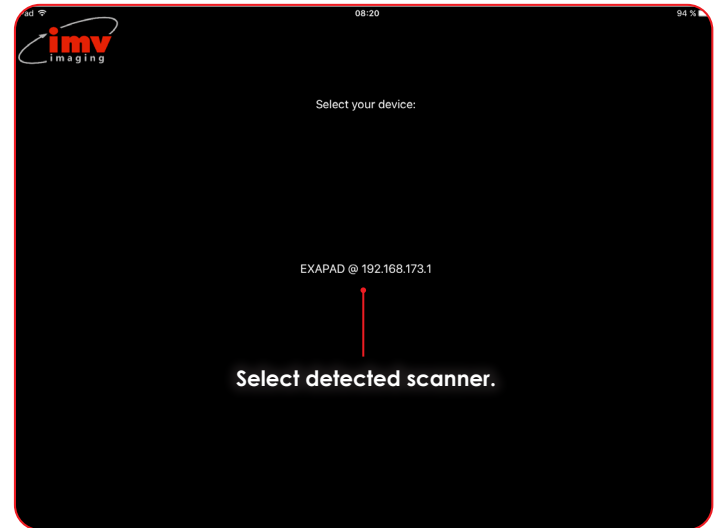 ad 08:20 94 %
imv
imaging
Select your device:
EXAPAD @ 192.168.173.1
Select detected scanner.